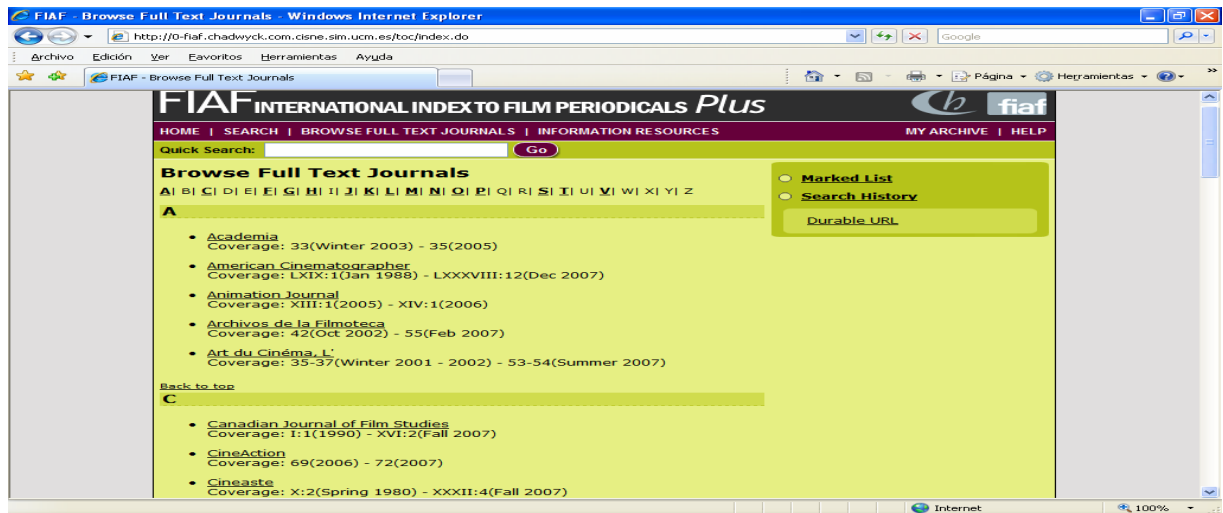 FIAF - Browse Full Text Journals - Windows Internet Explorer
http://0-fiaf.chadwyck.com.cisne.sim.ucm.es/toc/index.do
Google
Archivo Edición Ver Favoritos Herramientas Ayuda
FIAF - Browse Full Text Journals
Página Herramientas
FIAF INTERNATIONAL INDEX TO FILM PERIODICALS Plus
fiaf
HOME | SEARCH | BROWSE FULL TEXT JOURNALS | INFORMATION RESOURCES MY ARCHIVE | HELP
Quick Search: Go
Browse Full Text Journals
A| B| C| D| E| F| G| H| I| J| K| L| M| N| O| P| Q| R| S| T| U| V| W| X| Y| Z
Marked List
Search History
Durable URL
A
Academia
Coverage: 33(Winter 2003) - 35(2005)
American Cinematographer
Coverage: LXIX:1(Jan 1988) - LXXXVIII:12(Dec 2007)
Animation Journal
Coverage: XIII:1(2005) - XIV:1(2006)
Archivos de la Filmoteca
Coverage: 42(Oct 2002) - 55(Feb 2007)
Art du Cinéma, L'
Coverage: 35-37(Winter 2001 - 2002) - 53-54(Summer 2007)
Back to top
C
Canadian Journal of Film Studies
Coverage: I:1(1990) - XVI:2(Fall 2007)
CineAction
Coverage: 69(2006) - 72(2007)
Cineaste
Coverage: X:2(Spring 1980) - XXXII:4(Fall 2007)
Internet 100%